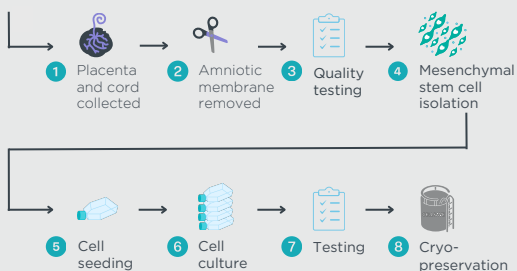 1 Placenta
and cord
collected
2 Amniotic
membrane
removed
3 Quality
testing
4 Mesenchymal
stem cell
isolation
5 Cell
seeding
6 Cell
culture
7 Testing
8 Cryo-
preservation